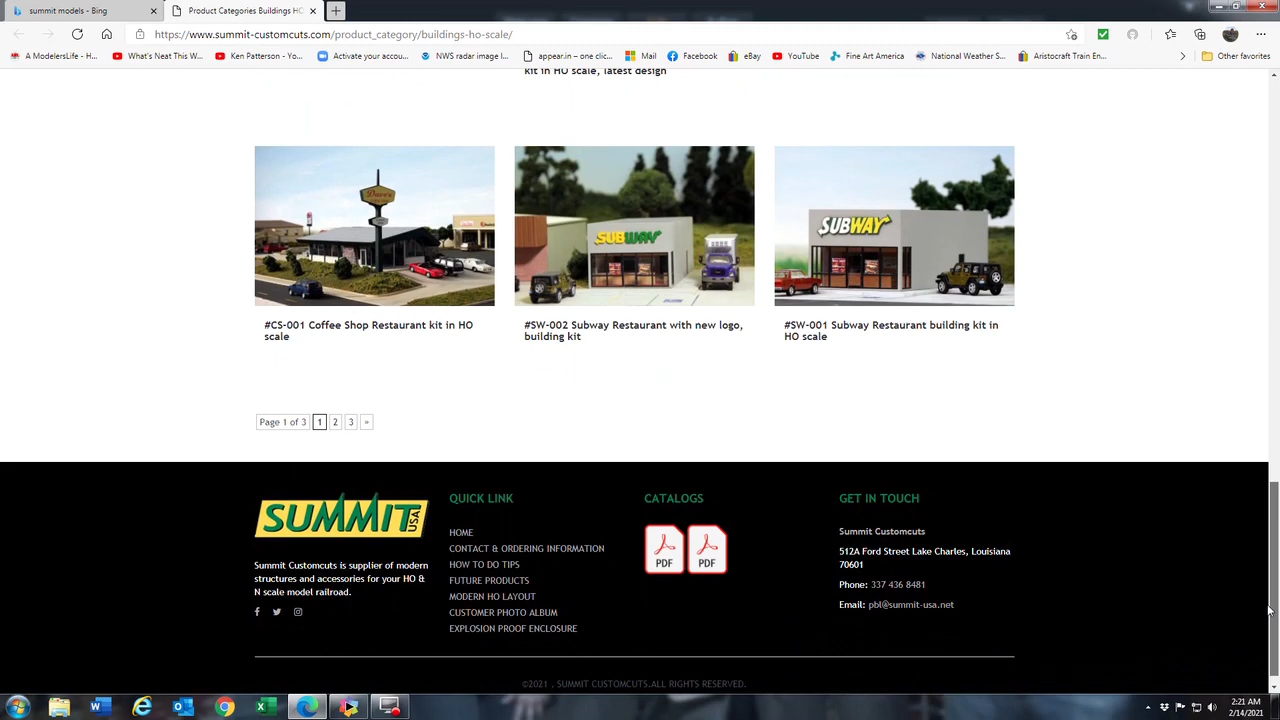 summit models - Bing
Product Categories Buildings HO
https://www.summit-customcuts.com/product_category/buildings-ho-scale/
A ModelersLife - H...
What's Neat This W...
Ken Patterson - Yo...
Activate your accou...
NWS radar image l...
appear.in – one clic...
Mail
Facebook
eBay
YouTube
Fine Art America
National Weather S...
Aristocraft Train En...
Other favorites
kit in HO scale, latest design
Dave's
SUBWAY
SUBWAY
#CS-001 Coffee Shop Restaurant kit in HO
scale
#SW-002 Subway Restaurant with new logo,
building kit
#SW-001 Subway Restaurant building kit in
HO scale
Page 1 of 3 1 2 3 »
SUMMIT USA
Summit Customcuts is supplier of modern
structures and accessories for your HO &
N scale model railroad.
QUICK LINK
HOME
CONTACT & ORDERING INFORMATION
HOW TO DO TIPS
FUTURE PRODUCTS
MODERN HO LAYOUT
CUSTOMER PHOTO ALBUM
EXPLOSION PROOF ENCLOSURE
CATALOGS
PDF PDF
GET IN TOUCH
Summit Customcuts
512A Ford Street Lake Charles, Louisiana
70601
Phone: 337 436 8481
Email: pbl@summit-usa.net
©2021 , SUMMIT CUSTOMCUTS.ALL RIGHTS RESERVED.
2:21 AM
2/14/2021